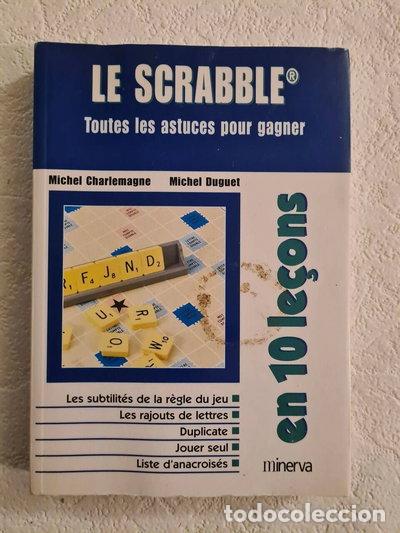 LE SCRABBLE®
Toutes les astuces pour gagner
Michel Charlemagne Michel Duguet
R F J N D
U R
O M
en 10 leçons
Les subtilités de la règle du jeu
Les rajouts de lettres
Duplicate
Jouer seul
Liste d'anacroisés
minerva
todocoleccion.net